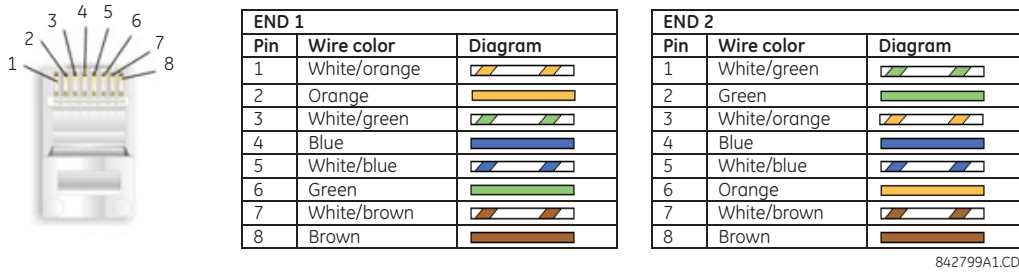 4 5
3 6
2 7
1 8
END 1
Pin Wire color Diagram
1 White/orange
2 Orange
3 White/green
4 Blue
5 White/blue
6 Green
7 White/brown
8 Brown
END 2
Pin Wire color Diagram
1 White/green
2 Green
3 White/orange
4 Blue
5 White/blue
6 Orange
7 White/brown
8 Brown
842799A1.CD